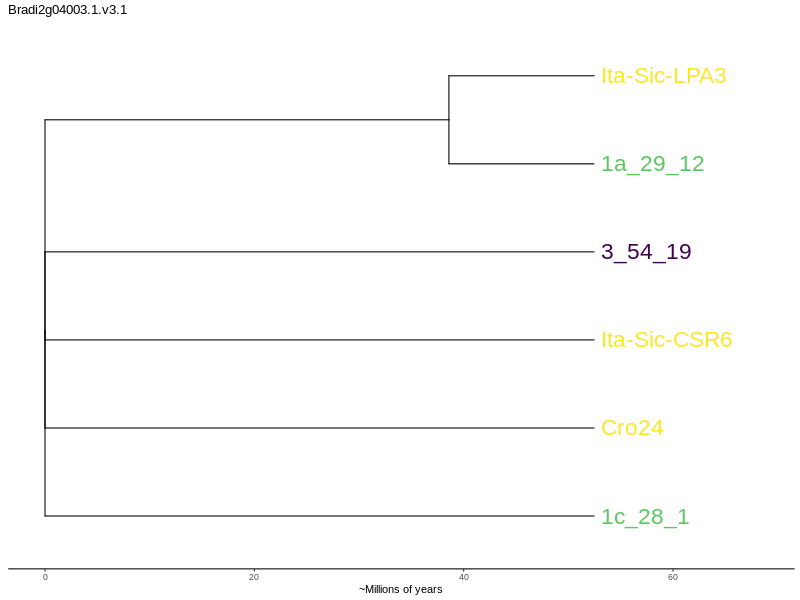 Bradi2g04003.1.v3.1
Ita-Sic-LPA3
1a_29_12
3_54_19
Ita-Sic-CSR6
Cro24
1c_28_1
0 20 40 60
~Millions of years